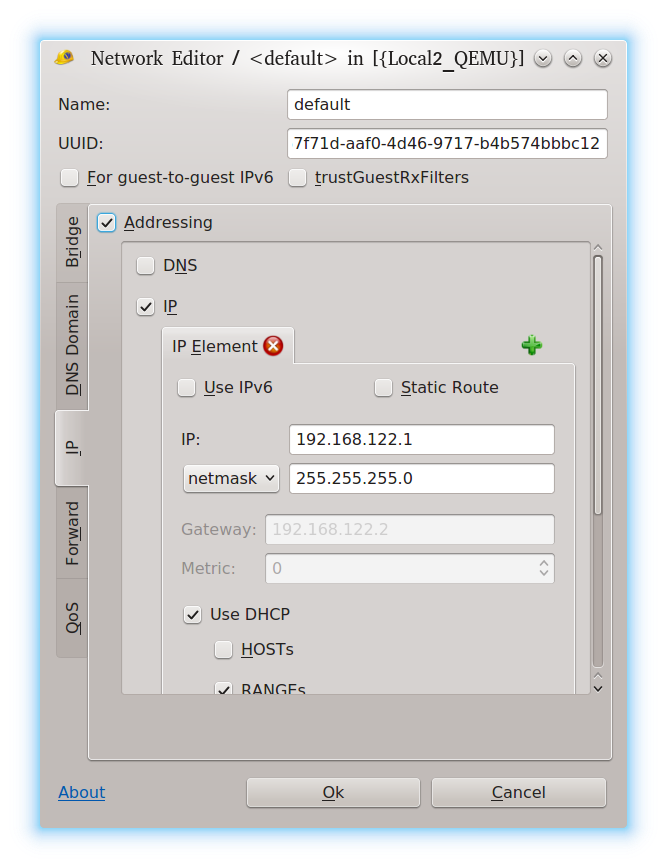 Network Editor / <default> in [{Local2_QEMU}]
Name: default
UUID: 7f71d-aaf0-4d46-9717-b4b574bbbc12
For guest-to-guest IPv6 trustGuestRxFilters
Bridge
DNS Domain
IP
Forward
QoS
Addressing
DNS
IP
IP Element
Use IPv6 Static Route
IP: 192.168.122.1
netmask 255.255.255.0
Gateway: 192.168.122.2
Metric: 0
Use DHCP
HOSTs
RANGEs
About Ok Cancel